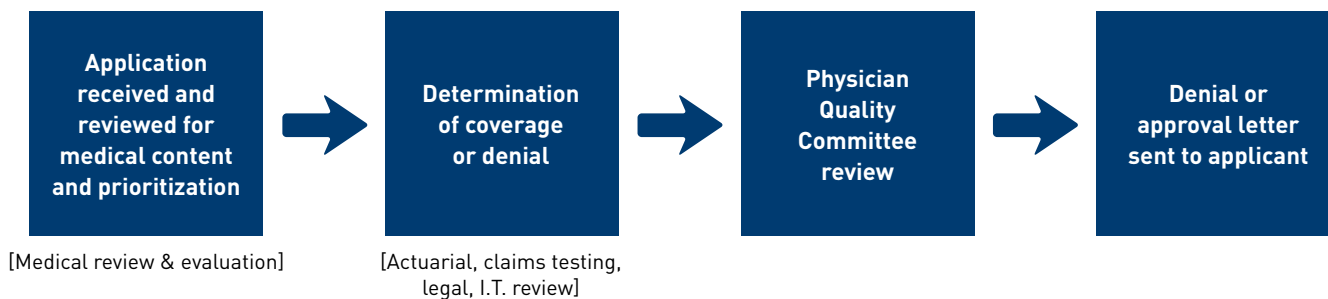 Application
received and
reviewed for
medical content
and prioritization
[Medical review & evaluation]
Determination
of coverage
or denial
[Actuarial, claims testing,
legal, I.T. review]
Physician
Quality
Committee
review
Denial or
approval letter
sent to applicant